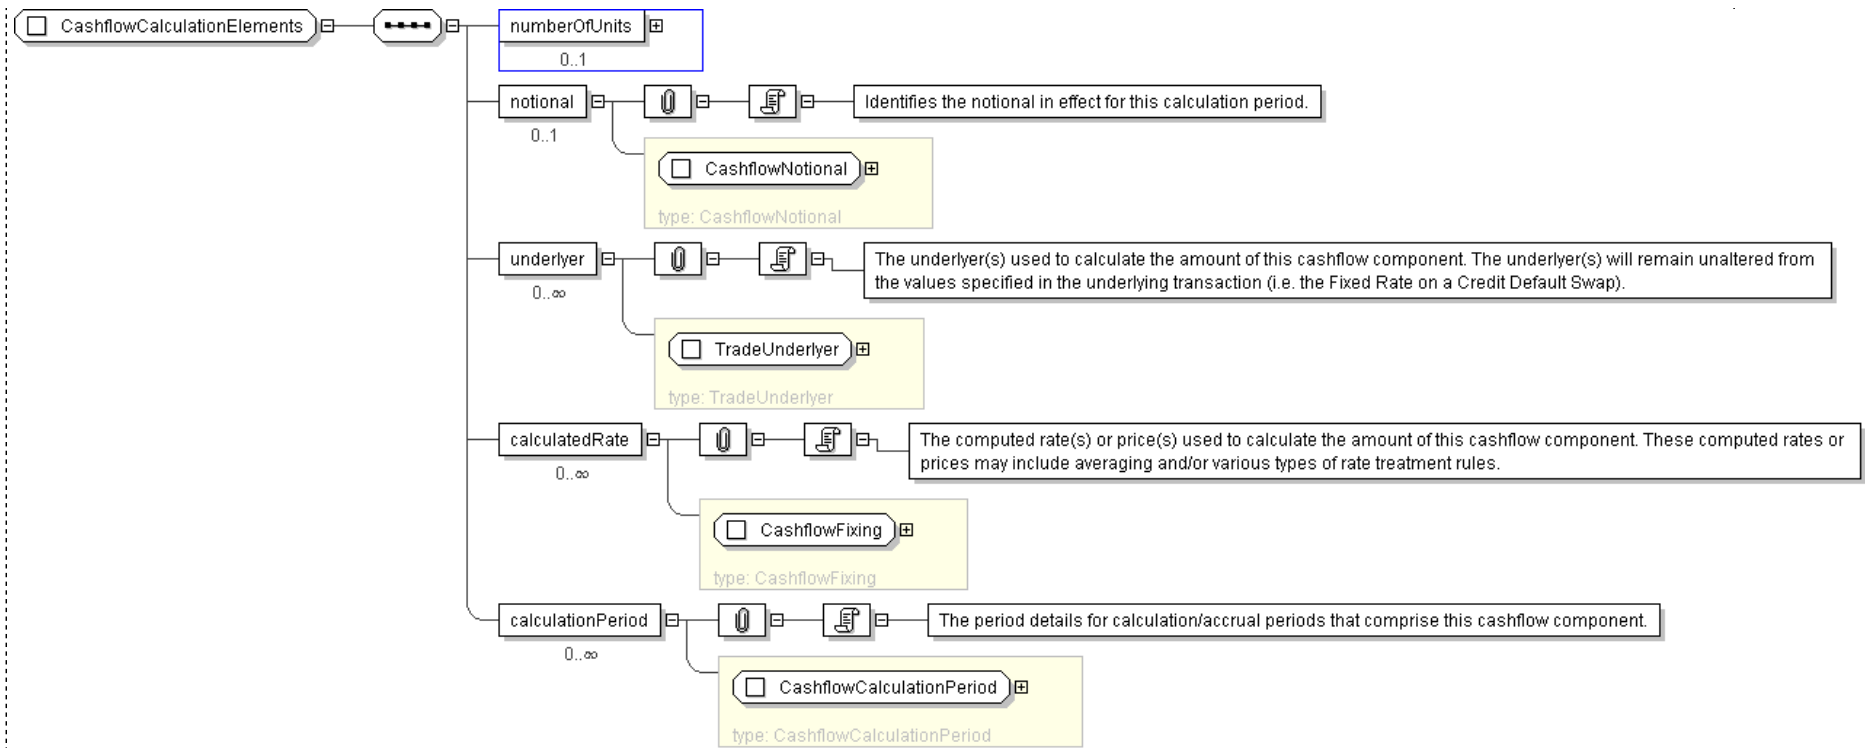 CashflowCalculationElements
numberOfUnits
0..1
notional
Identifies the notional in effect for this calculation period.
0..1
CashflowNotional
type: CashflowNotional
underlyer
The underlyer(s) used to calculate the amount of this cashflow component. The underlyer(s) will remain unaltered from
the values specified in the underlying transaction (i.e. the Fixed Rate on a Credit Default Swap).
0..∞
TradeUnderlyer
type: TradeUnderlyer
calculatedRate
The computed rate(s) or price(s) used to calculate the amount of this cashflow component. These computed rates or
prices may include averaging and/or various types of rate treatment rules.
0..∞
CashflowFixing
type: CashflowFixing
calculationPeriod
The period details for calculation/accrual periods that comprise this cashflow component.
0..∞
CashflowCalculationPeriod
type: CashflowCalculationPeriod